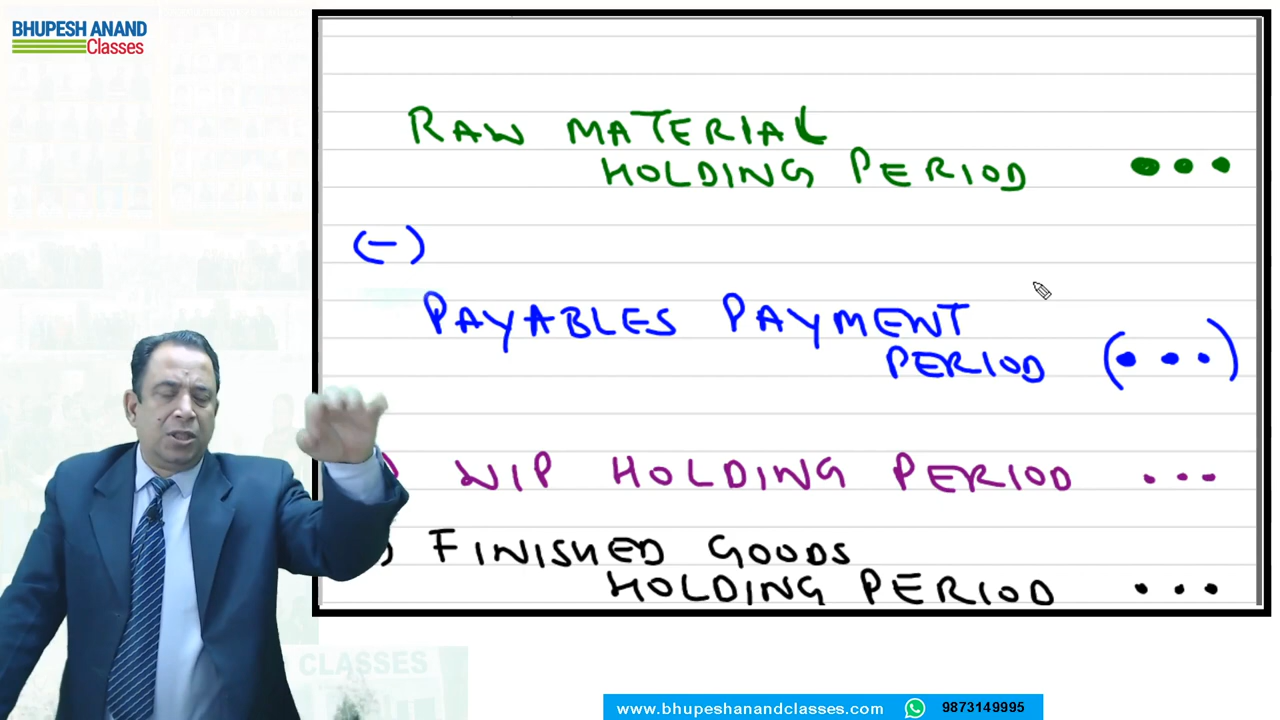 BHUPESH ANAND
Classes
RAW MATERIAL
HOLDING PERIOD •••
(-)
PAYABLES PAYMENT
PERIOD (•••)
) WIP HOLDING PERIOD •••
) FINISHED GOODS
HOLDING PERIOD •••
CLASSES
www.bhupeshanandclasses.com 9873149995